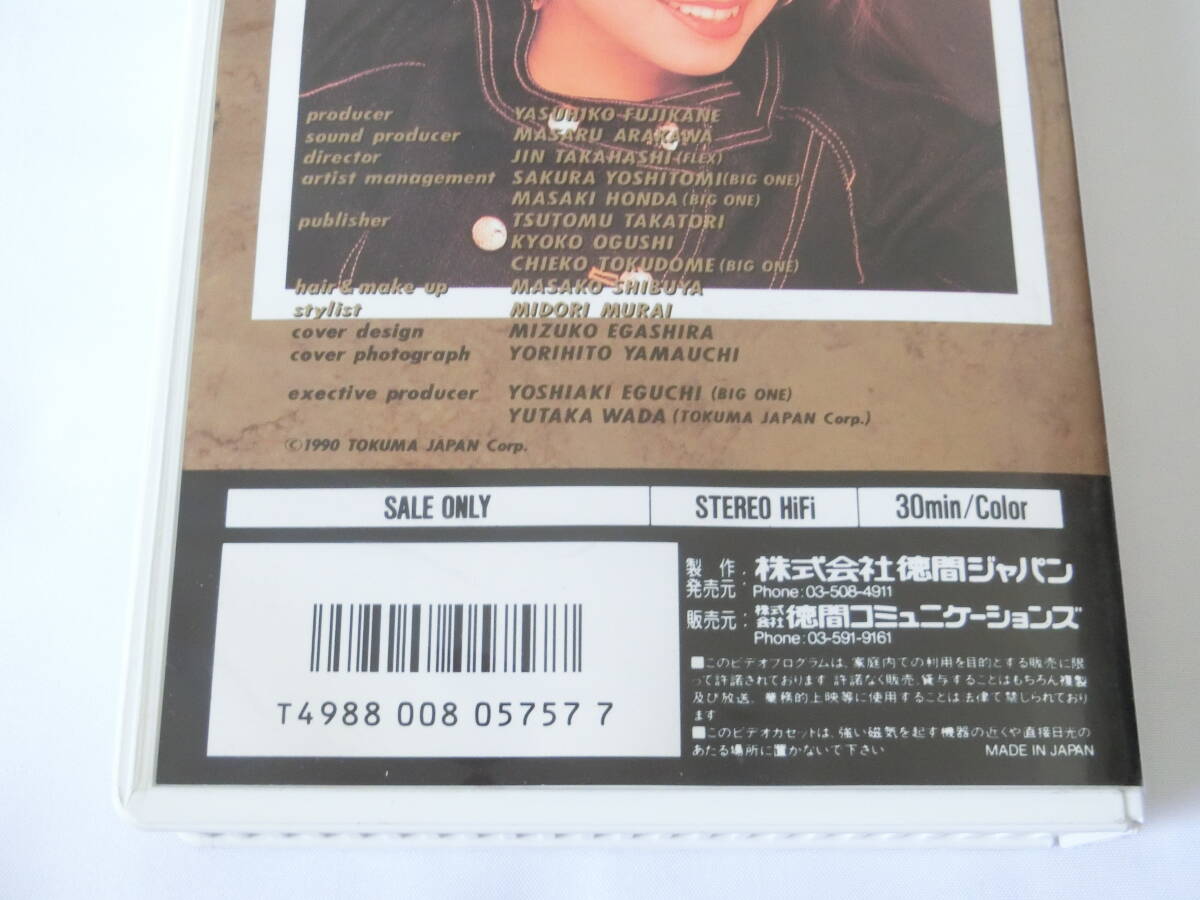 producer YASUHIKO FUJIKANE
sound producer MASARU ARAKAWA
director JIN TAKAHASHI (FLEX)
artist management SAKURA YOSHITOMI (BIG ONE)
MASAKI HONDA (BIG ONE)
publisher TSUTOMU TAKATORI
KYOKO OGUSHI
CHIEKO TOKUDOME (BIG ONE)
hair & make up MASAKO SHIBUYA
stylist MIDORI MURAI
cover design MIZUKO EGASHIRA
cover photograph YORIHITO YAMAUCHI
exective producer YOSHIAKI EGUCHI (BIG ONE)
YUTAKA WADA (TOKUMA JAPAN Corp.)
©1990 TOKUMA JAPAN Corp.
SALE ONLY STEREO HiFi 30min/Color
T4988 008 05757 7
製作・発売元: 株式会社徳間ジャパン
Phone: 03-508-4911
販売元: 株式会社徳間コミュニケーションズ
Phone: 03-591-9161
■このビデオプログラムは、家庭内での利用を目的とする販売に限
って許諾されております 許諾なく販売、貸与することはもちろん複製
及び放送、業務的上映等に使用することは法律で禁じられており
ます
■このビデオカセットは、強い磁気を起す機器の近くや直接日光の
あたる場所に置かないで下さい
MADE IN JAPAN